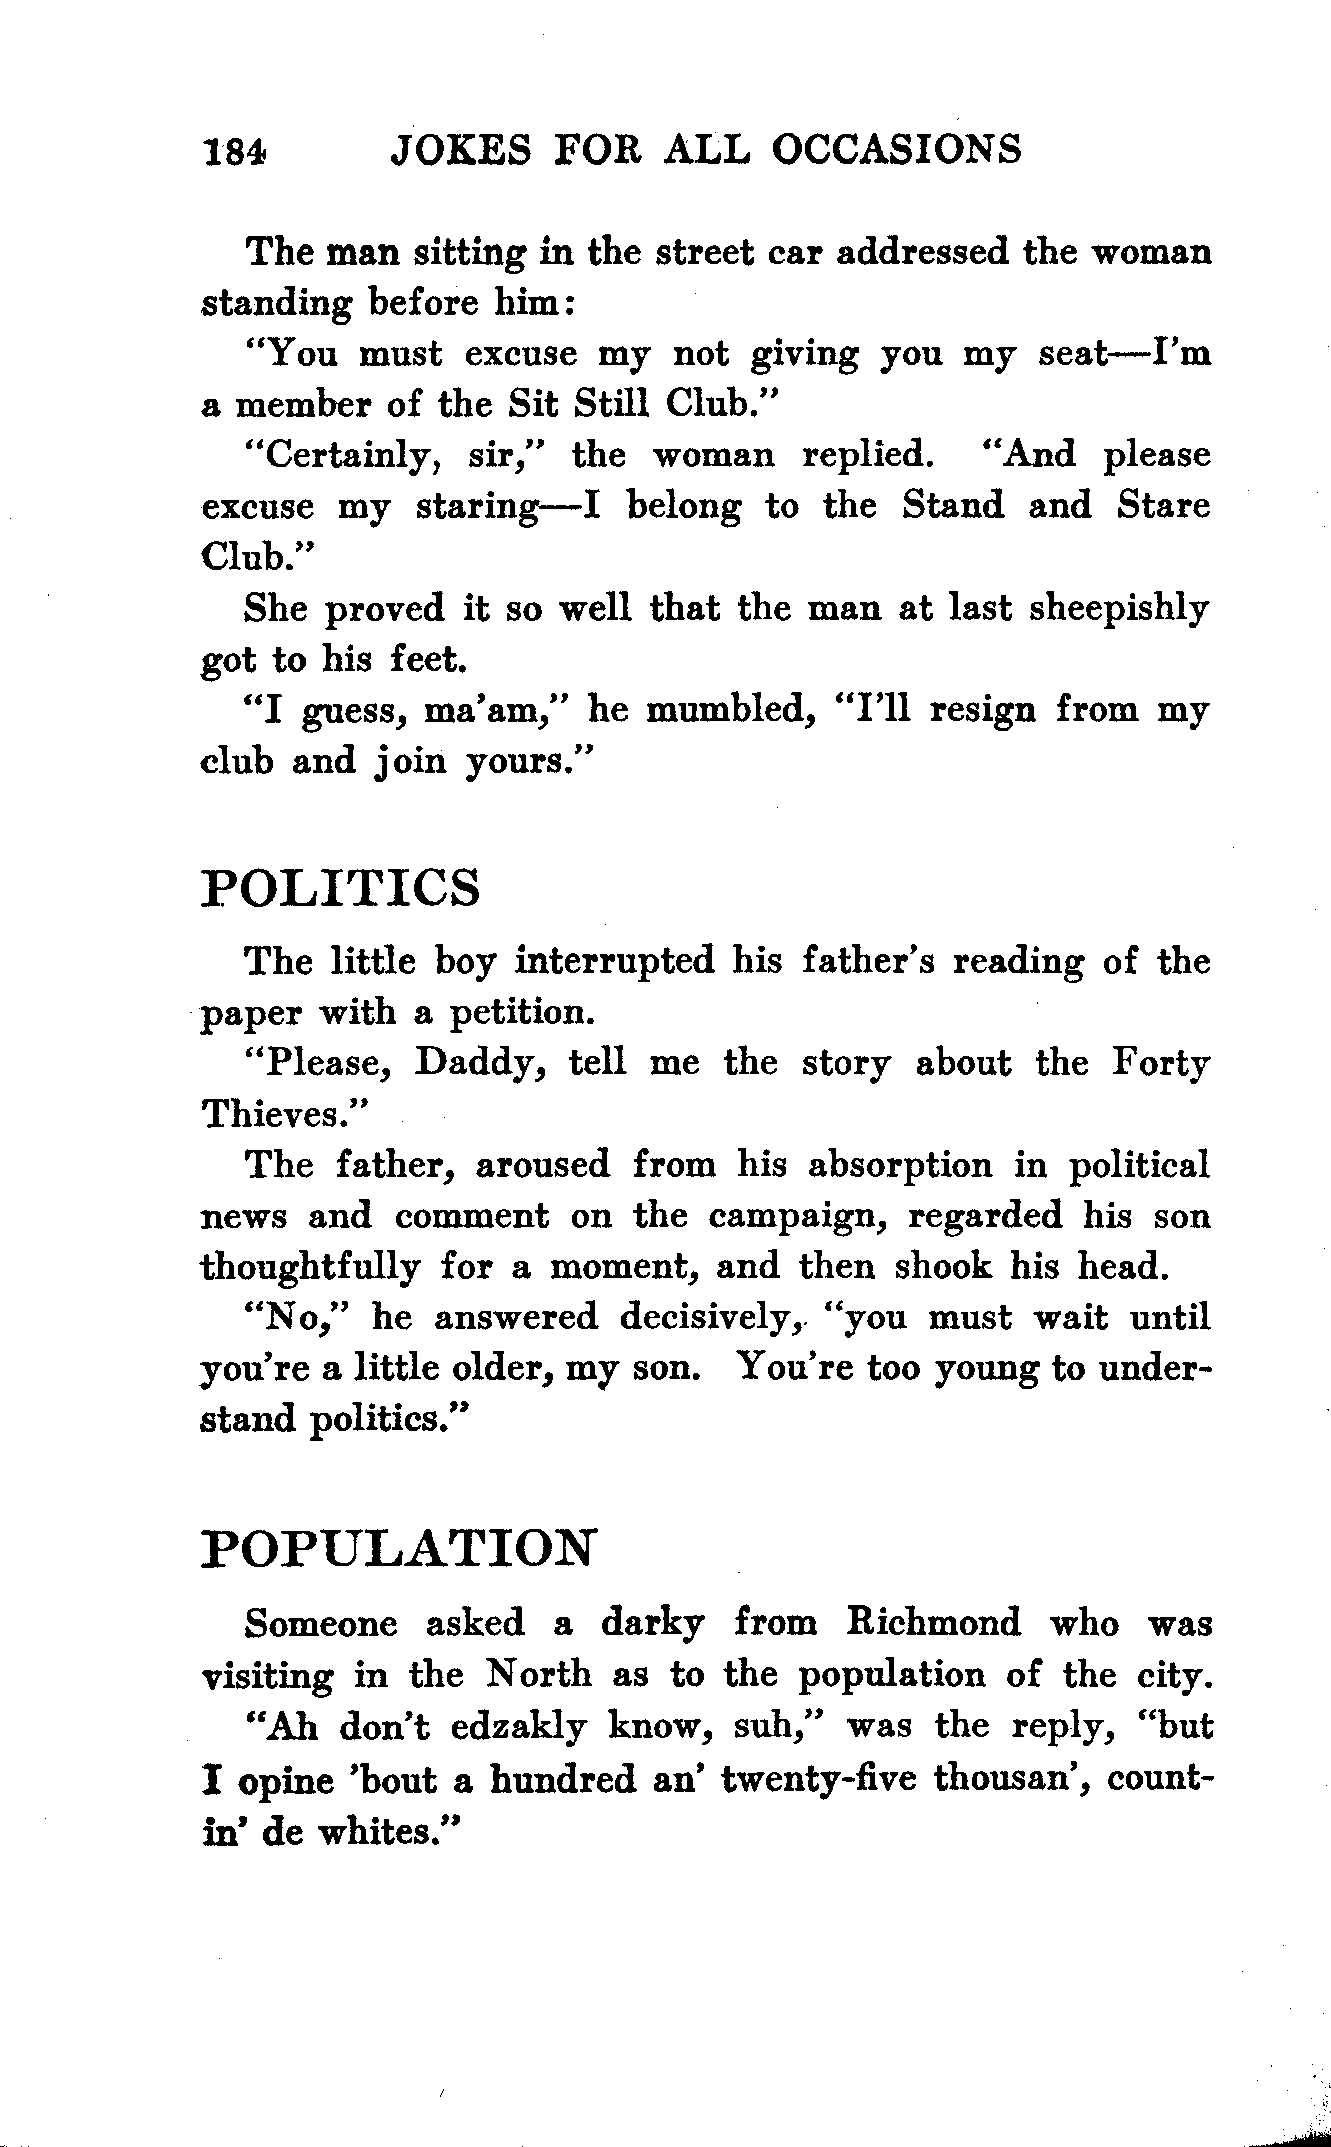 184 JOKES FOR ALL OCCASIONS
The man sitting in the street car addressed the woman
standing before him:
“You must excuse my not giving you my seat—I’m
a member of the Sit Still Club.”
“Certainly, sir,” the woman replied. “And please
excuse my staring—I belong to the Stand and Stare
Club.”
She proved it so well that the man at last sheepishly
got to his feet.
“I guess, ma’am,” he mumbled, “I’ll resign from my
club and join yours.”
POLITICS
The little boy interrupted his father’s reading of the
paper with a petition.
“Please, Daddy, tell me the story about the Forty
Thieves.”
The father, aroused from his absorption in political
news and comment on the campaign, regarded his son
thoughtfully for a moment, and then shook his head.
“No,” he answered decisively, “you must wait until
you’re a little older, my son. You’re too young to under-
stand politics.”
POPULATION
Someone asked a darky from Richmond who was
visiting in the North as to the population of the city.
“Ah don’t edzakly know, suh,” was the reply, “but
I opine ’bout a hundred an’ twenty-five thousan’, count-
in’ de whites.”